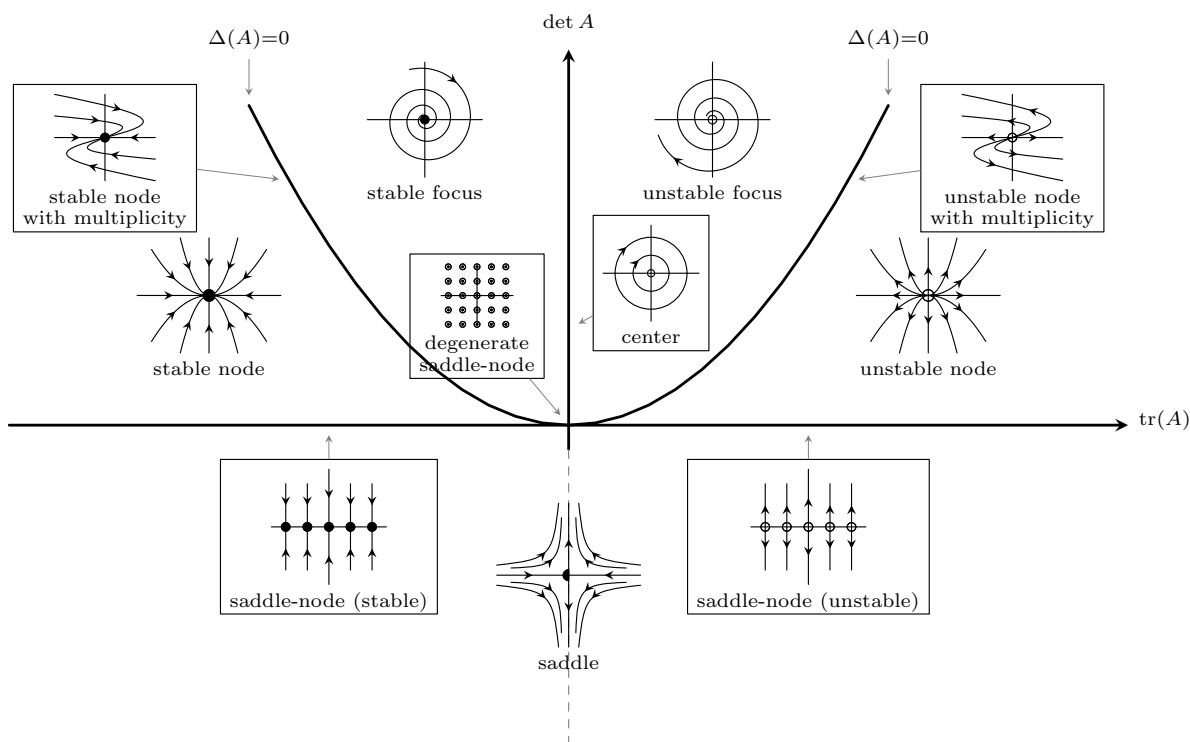 det A
Δ(A)=0
Δ(A)=0
stable node
with multiplicity
stable focus
unstable focus
unstable node
with multiplicity
degenerate
saddle-node
center
stable node
unstable node
tr(A)
saddle-node (stable)
saddle-node (unstable)
saddle